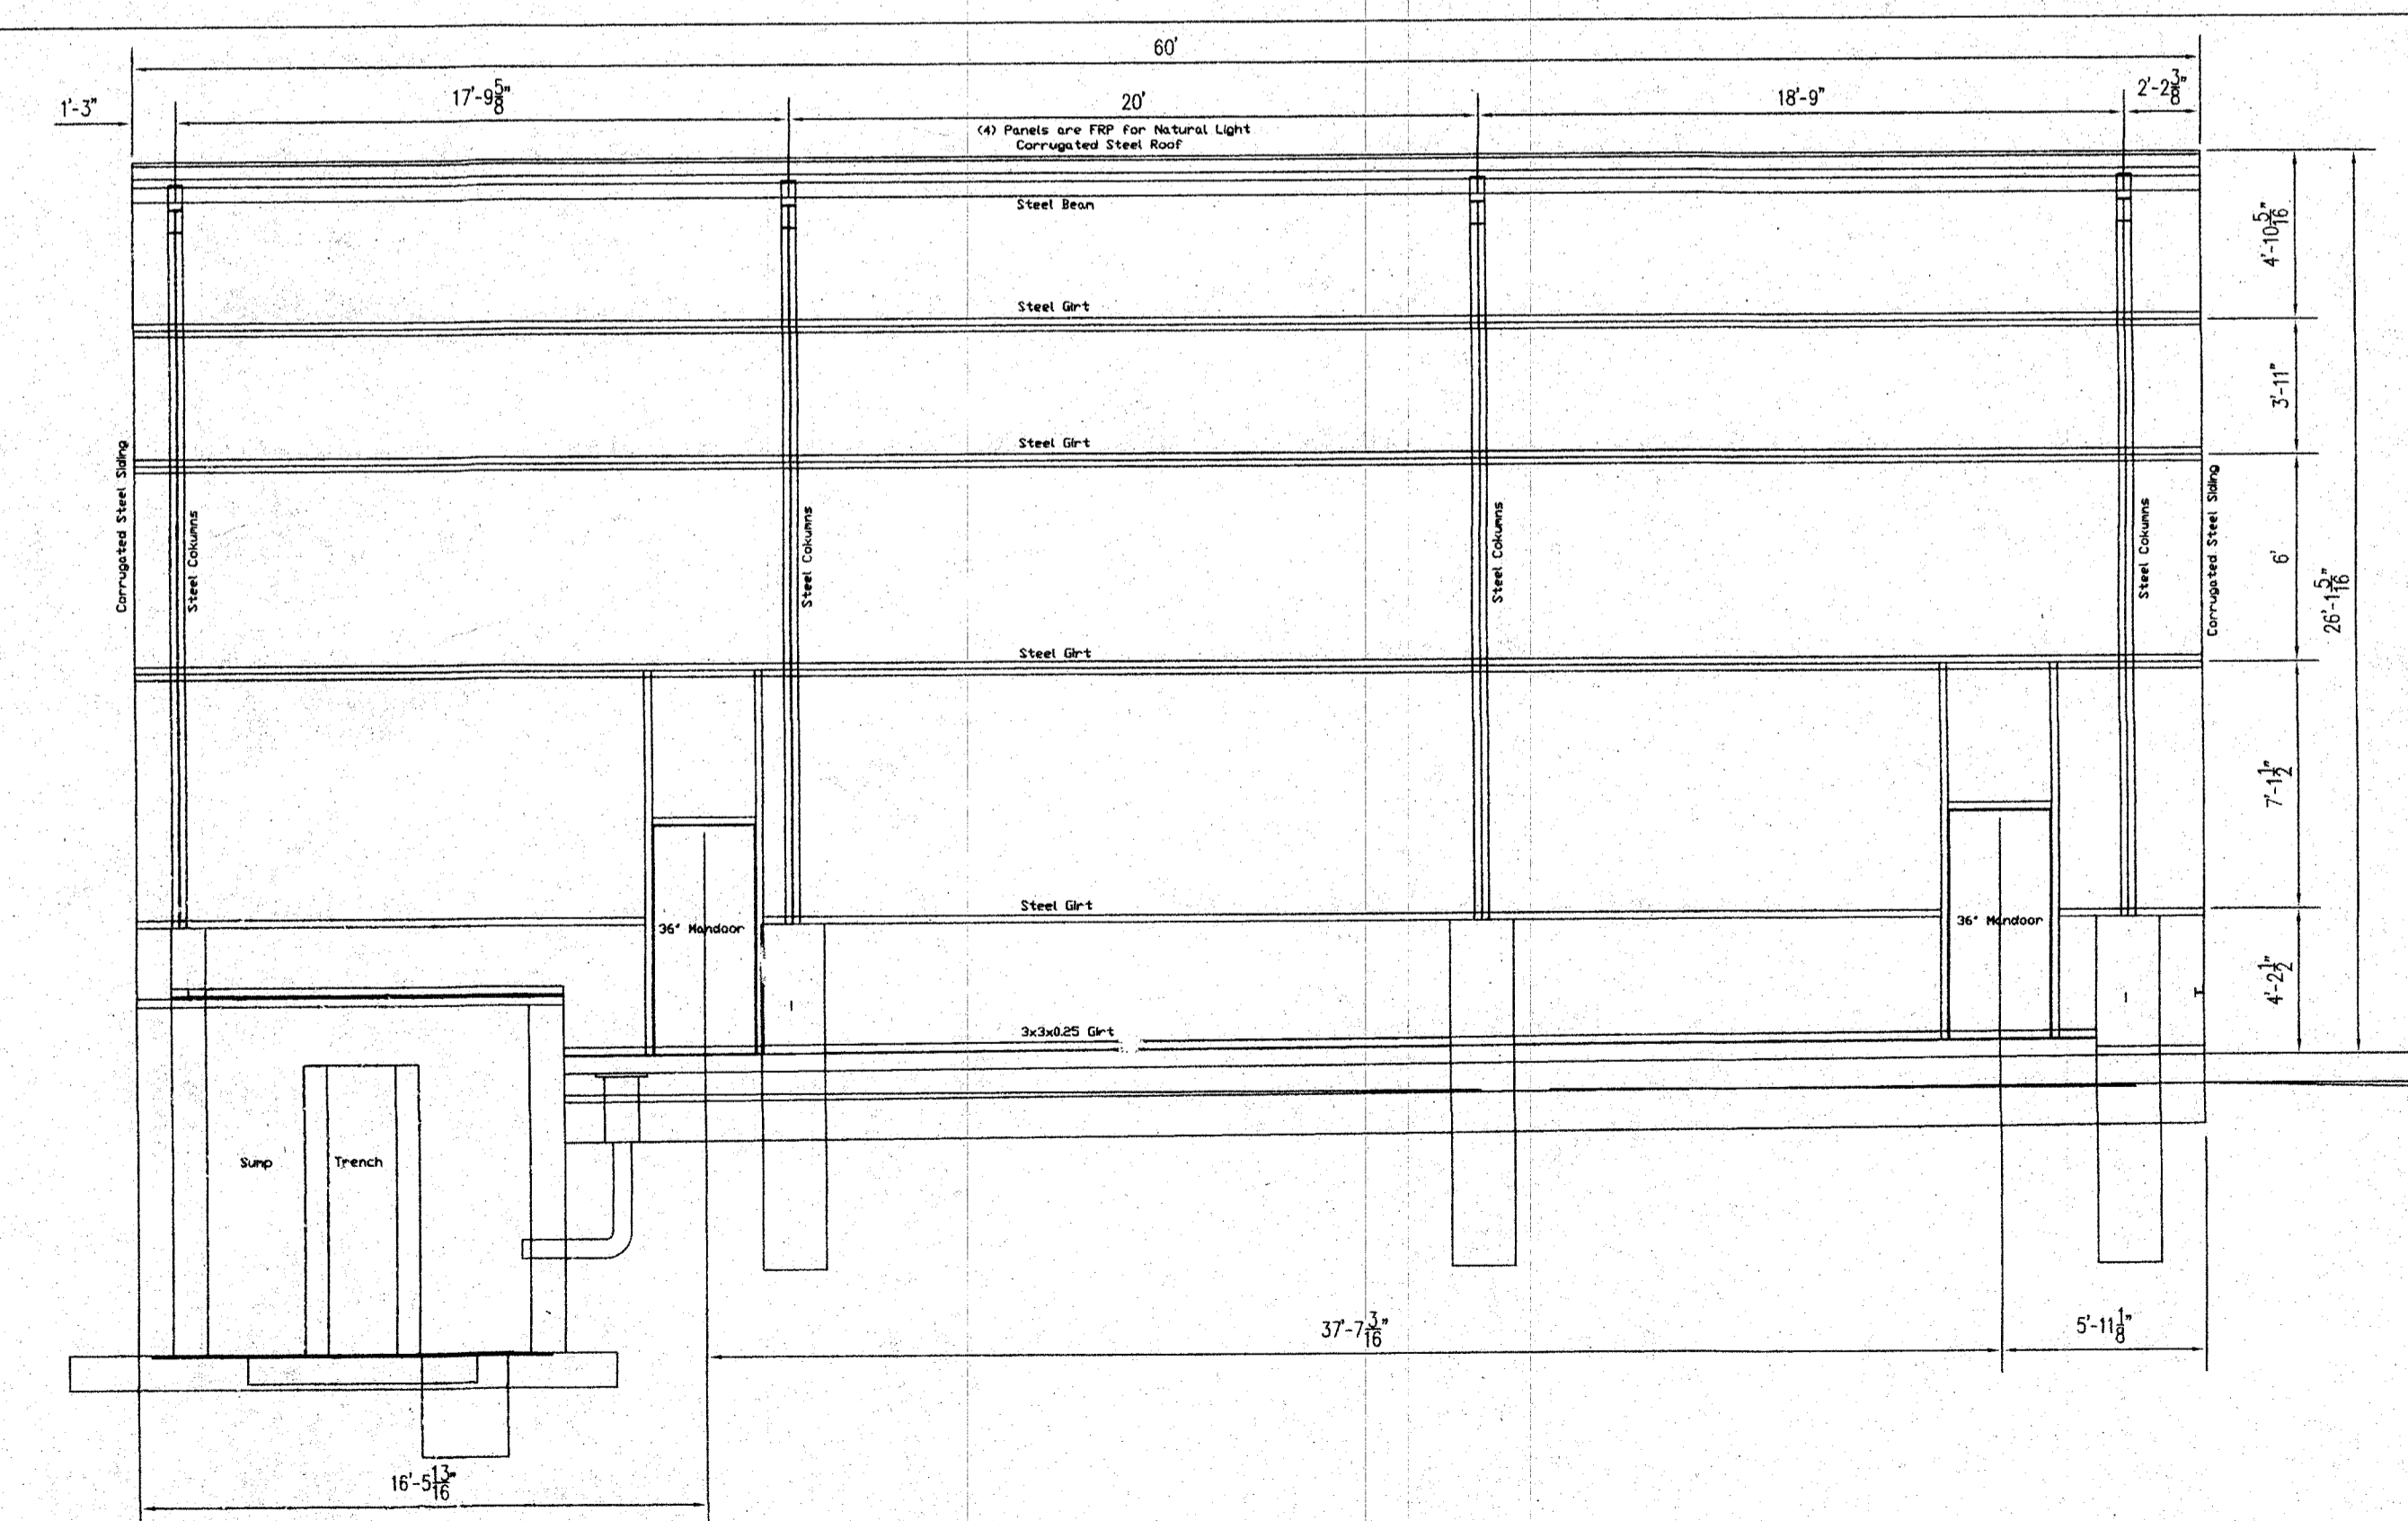 60'
1'-3"
17'-9 5/8"
20'
18'-9"
2'-2 3/8"
(4) Panels are FRP for Natural Light
Corrugated Steel Roof
Steel Beam
4'-10 5/16"
Steel Girt
3'-11"
Steel Girt
Corrugated Steel Siding
Steel Cokumns
Steel Cokumns
Steel Cokumns
Steel Cokumns
Corrugated Steel Siding
6'
26'-1 5/16"
Steel Girt
7'-1 1/2"
Steel Girt
36" Mandoor
36" Mandoor
4'-2 1/2"
3x3x0.25 Girt
Sump
Trench
37'-7 3/16"
5'-11 1/8"
16'-5 13/16"